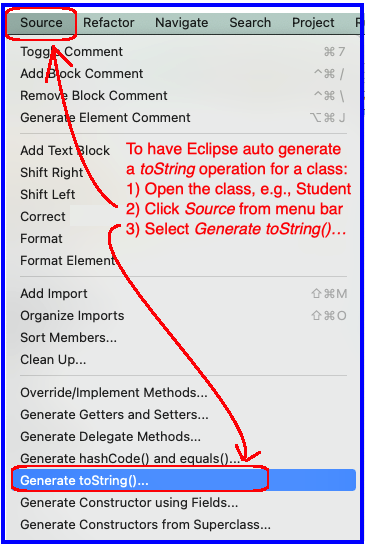 Source Refactor Navigate Search Project
Toggle Comment ⌘ 7
Add Block Comment ^⌘ /
Remove Block Comment ^⌘ \
Generate Element Comment ⌥⌘ J
Add Text Block
To have Eclipse auto generate
Shift Right
a toString operation for a class:
Shift Left
1) Open the class, e.g., Student
Correct
2) Click Source from menu bar
Format
3) Select Generate toString()...
Format Element
Add Import ⇧⌘M
Organize Imports ⇧⌘O
Sort Members...
Clean Up...
Override/Implement Methods...
Generate Getters and Setters...
Generate Delegate Methods...
Generate hashCode() and equals()...
Generate toString()...
Generate Constructor using Fields...
Generate Constructors from Superclass...